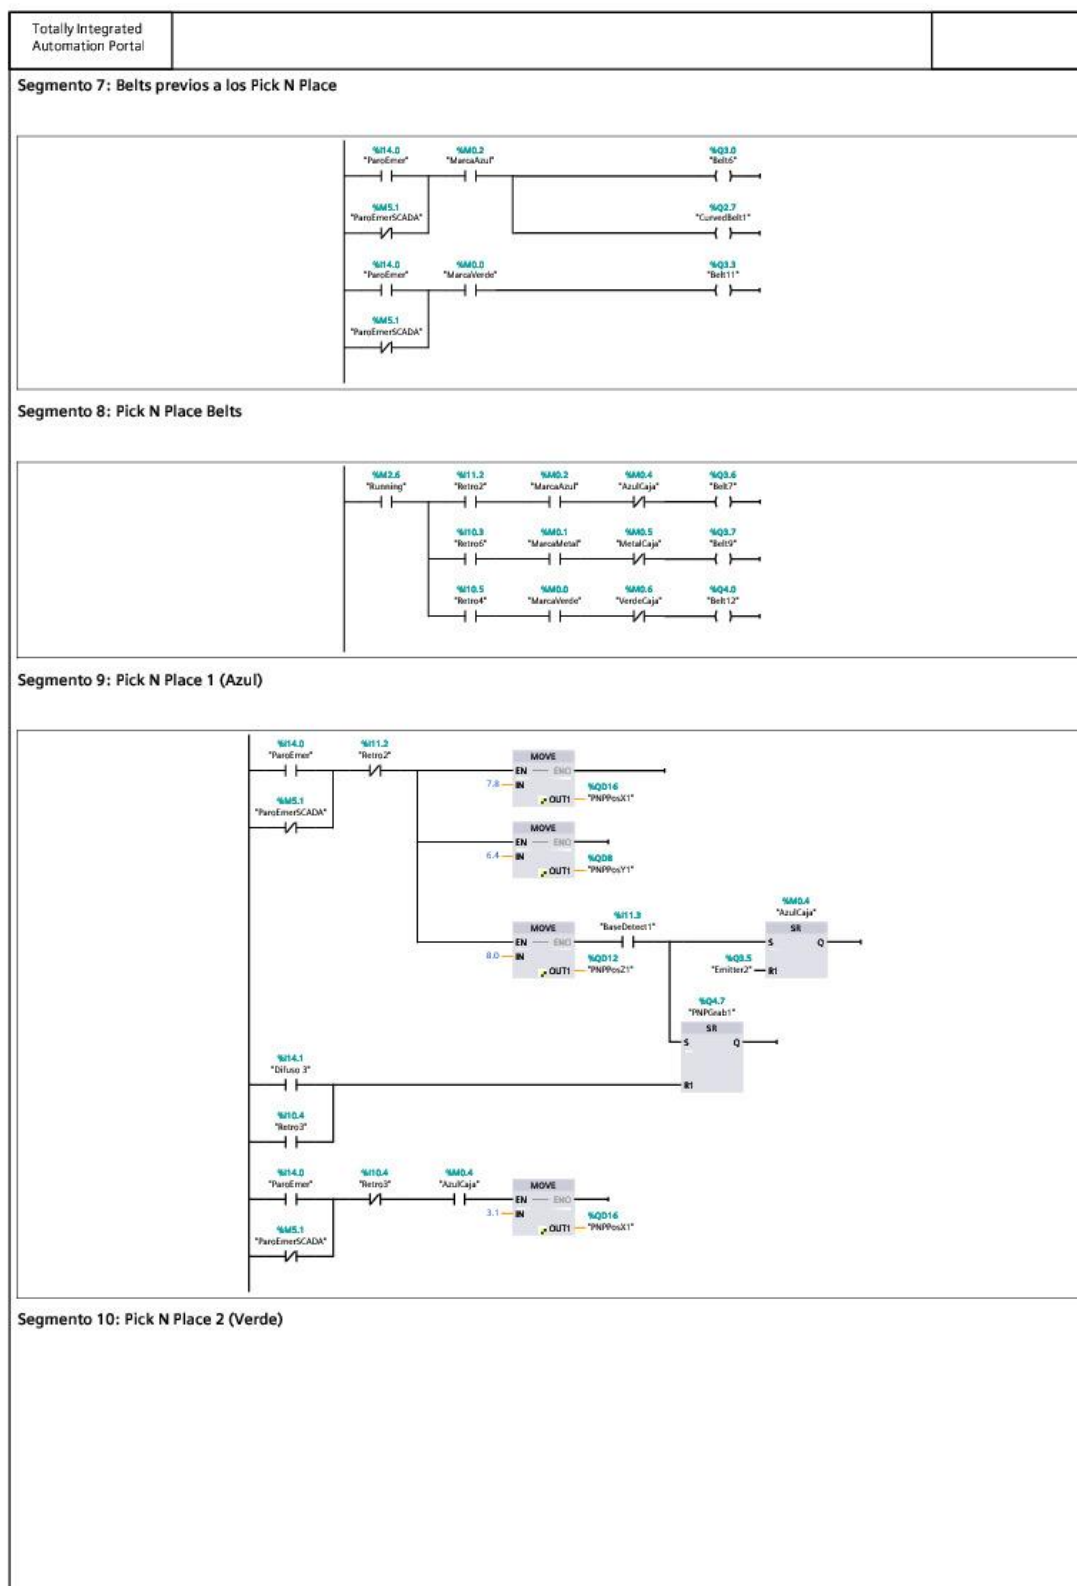 Totally Integrated
Automation Portal
Segmento 7: Belts previos a los Pick N Place
%I14.0 %M0.2 %Q3.0
"ParoEmer" "MarcaAzul" "Belt6"
%M5.1 %Q2.7
"ParoEmerSCADA" "CurvedBelt1"
%I14.0 %M0.0 %Q3.3
"ParoEmer" "MarcaVerde" "Belt11"
%M5.1
"ParoEmerSCADA"
Segmento 8: Pick N Place Belts
%M2.6 %I11.2 %M0.2 %M0.4 %Q3.6
"Running" "Retro2" "MarcaAzul" "AzulCaja" "Belt7"
%I10.3 %M0.1 %M0.5 %Q3.7
"Retro6" "MarcaMetal" "MetalCaja" "Belt9"
%I10.5 %M0.0 %M0.6 %Q4.0
"Retro4" "MarcaVerde" "VerdeCaja" "Belt12"
Segmento 9: Pick N Place 1 (Azul)
%I14.0 %I11.2
"ParoEmer" "Retro2" MOVE
EN ENO
7.8 IN %QD16
OUT1 "PNPPosX1"
%M5.1
"ParoEmerSCADA"
MOVE
EN ENO
6.4 IN %QD8
OUT1 "PNPPosY1"
%M0.4
%I11.3 "AzulCaja"
MOVE "BaseDetect1" SR
EN ENO S Q
8.0 IN %QD12 %Q3.5
OUT1 "PNPPosZ1" "Emitter2" R1
%Q4.7
"PNPGrab1"
SR
S Q
%I14.1
"Difuso 3"
R1
%I10.4
"Retro3"
%I14.0 %I10.4 %M0.4
"ParoEmer" "Retro3" "AzulCaja" MOVE
EN ENO
3.1 IN %QD16
OUT1 "PNPPosX1"
%M5.1
"ParoEmerSCADA"
Segmento 10: Pick N Place 2 (Verde)